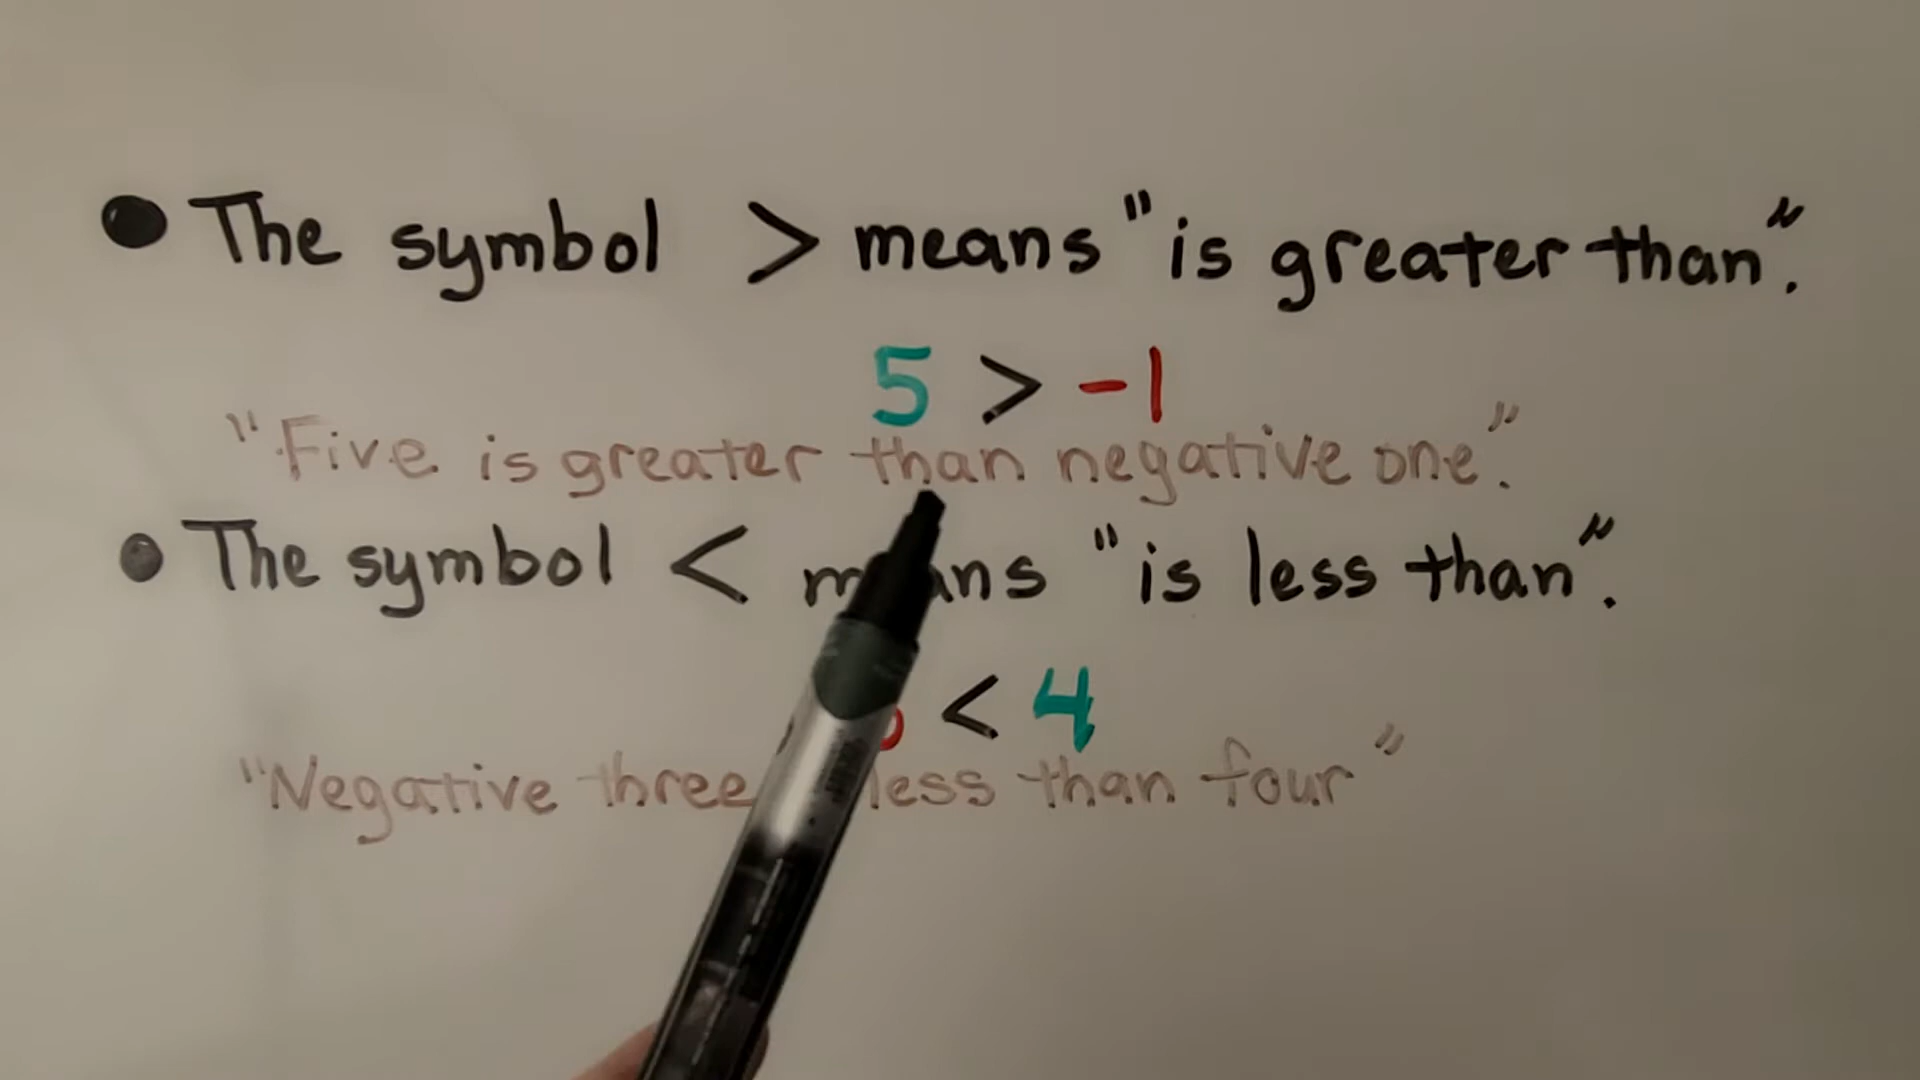 ● The symbol > means "is greater than".
5 > -1
"Five is greater than negative one".
● The symbol < means "is less than".
< 4
"Negative three less than four"